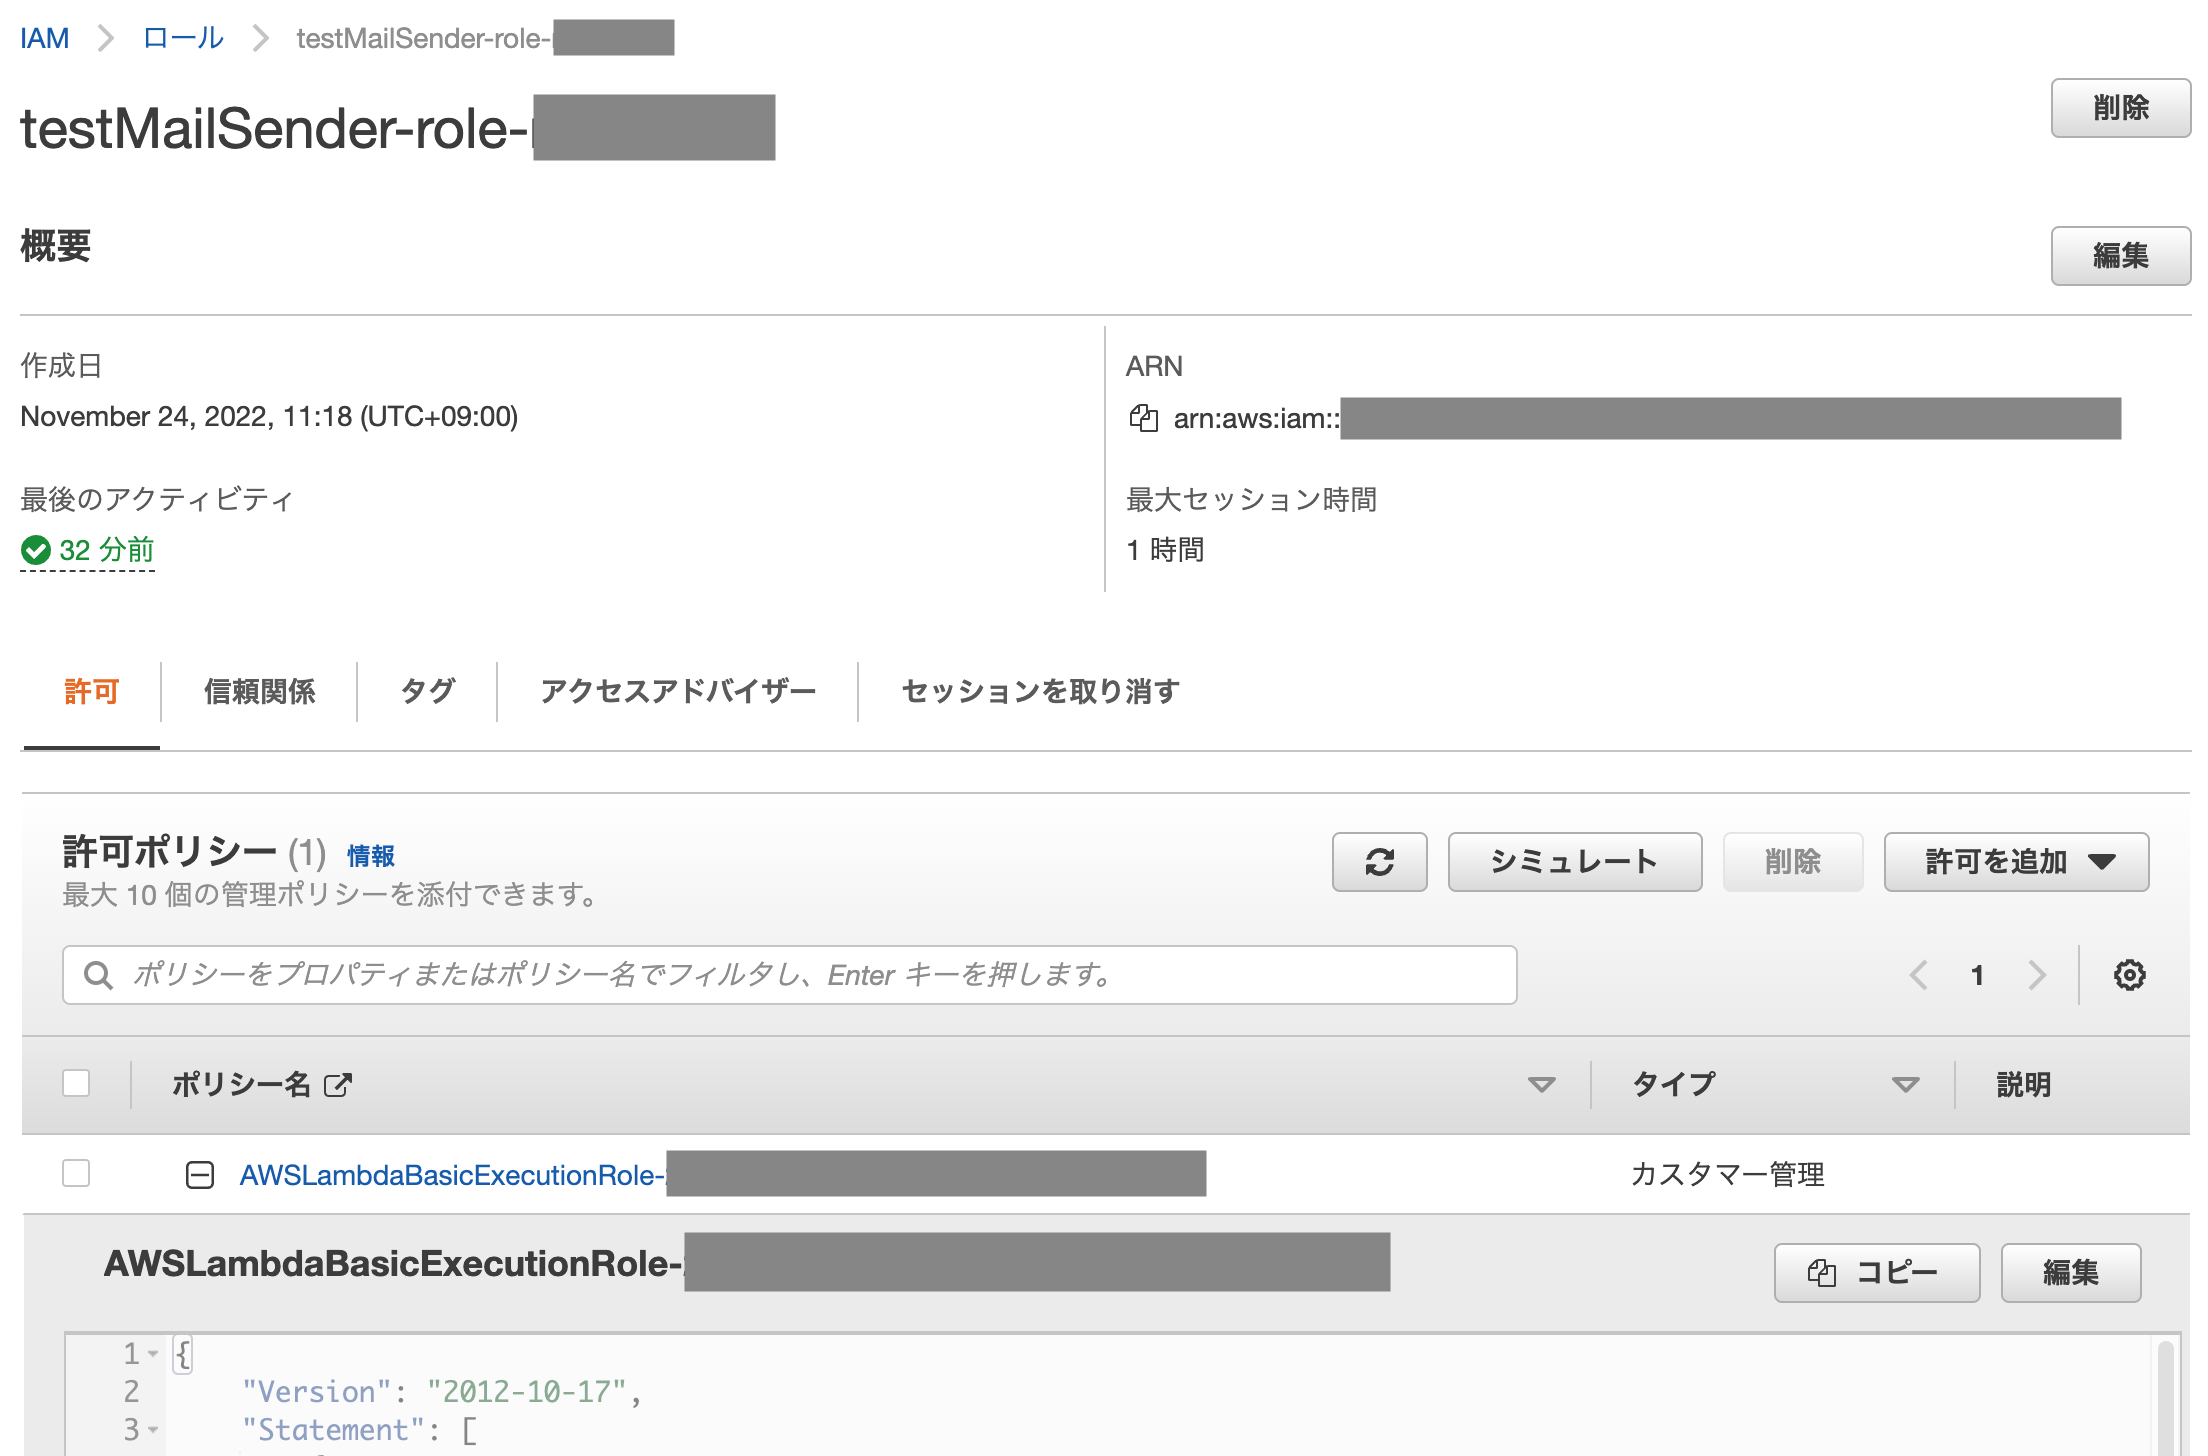 IAM > ロール > testMailSender-role-
testMailSender-role-
削除
概要
編集
作成日
November 24, 2022, 11:18 (UTC+09:00)
ARN
arn:aws:iam::
最後のアクティビティ
32 分前
最大セッション時間
1 時間
許可 信頼関係 タグ アクセスアドバイザー セッションを取り消す
許可ポリシー (1) 情報
最大 10 個の管理ポリシーを添付できます。
シミュレート 削除 許可を追加
ポリシーをプロパティまたはポリシー名でフィルタし、Enter キーを押します。
1
ポリシー名 タイプ 説明
AWSLambdaBasicExecutionRole- カスタマー管理
AWSLambdaBasicExecutionRole-
コピー 編集
1 {
2 "Version": "2012-10-17",
3 "Statement": [